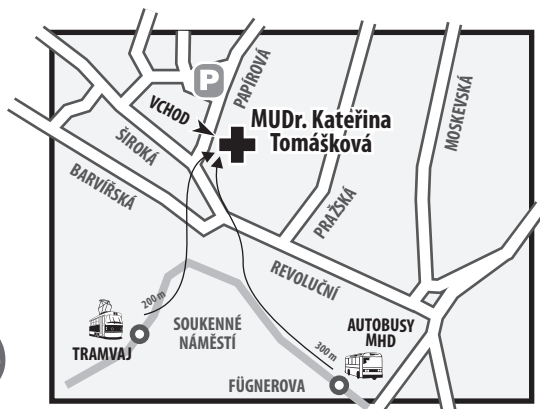 P
PAPÍROVÁ
VCHOD
MUDr. Kateřina
Tomášková
MOSKEVSKÁ
ŠIROKÁ
BARVÍŘSKÁ
PRAŽSKÁ
REVOLUČNÍ
200 m
SOUKENNÉ
NÁMĚSTÍ
TRAMVAJ
300 m
AUTOBUSY
MHD
FÜGNEROVA